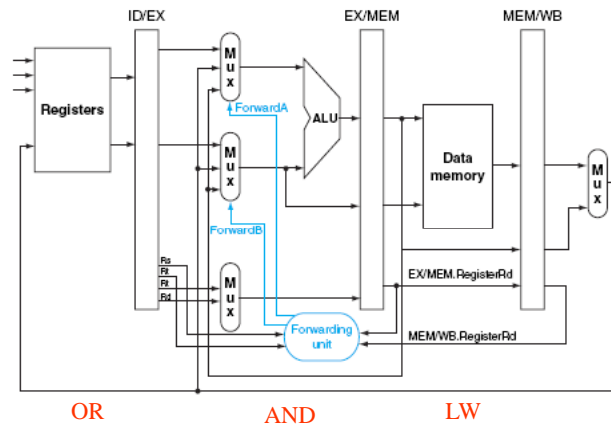 ID/EX
EX/MEM
MEM/WB
Registers
Mux
ForwardA
ALU
Mux
ForwardB
Data
memory
Mux
Rs
Rt
Rt
Rd
Mux
EX/MEM.RegisterRd
Forwarding
unit
MEM/WB.RegisterRd
OR
AND
LW